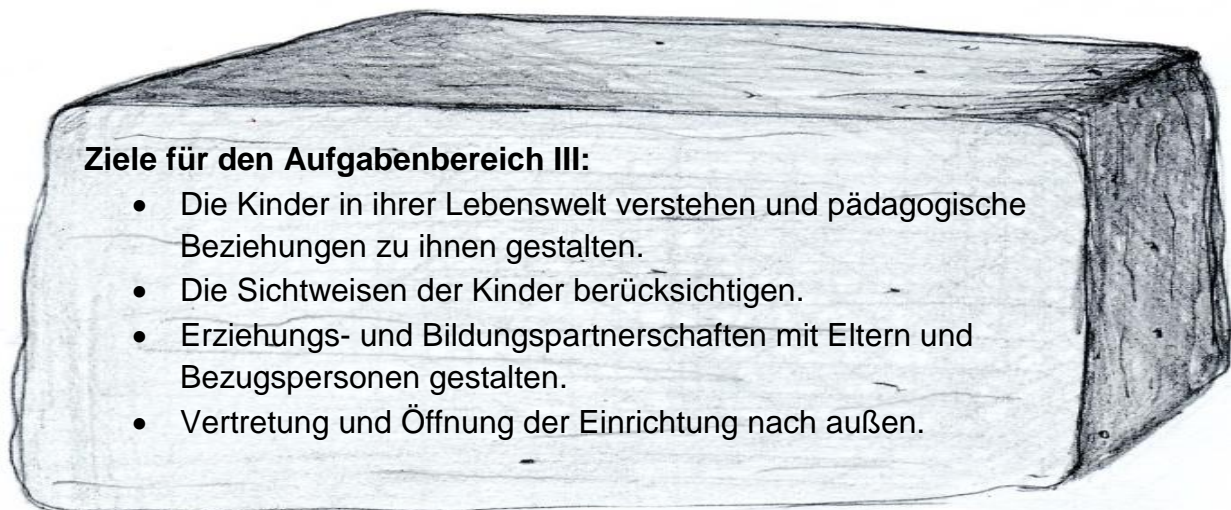 Ziele für den Aufgabenbereich III:
• Die Kinder in ihrer Lebenswelt verstehen und pädagogische
Beziehungen zu ihnen gestalten.
• Die Sichtweisen der Kinder berücksichtigen.
• Erziehungs- und Bildungspartnerschaften mit Eltern und
Bezugspersonen gestalten.
• Vertretung und Öffnung der Einrichtung nach außen.